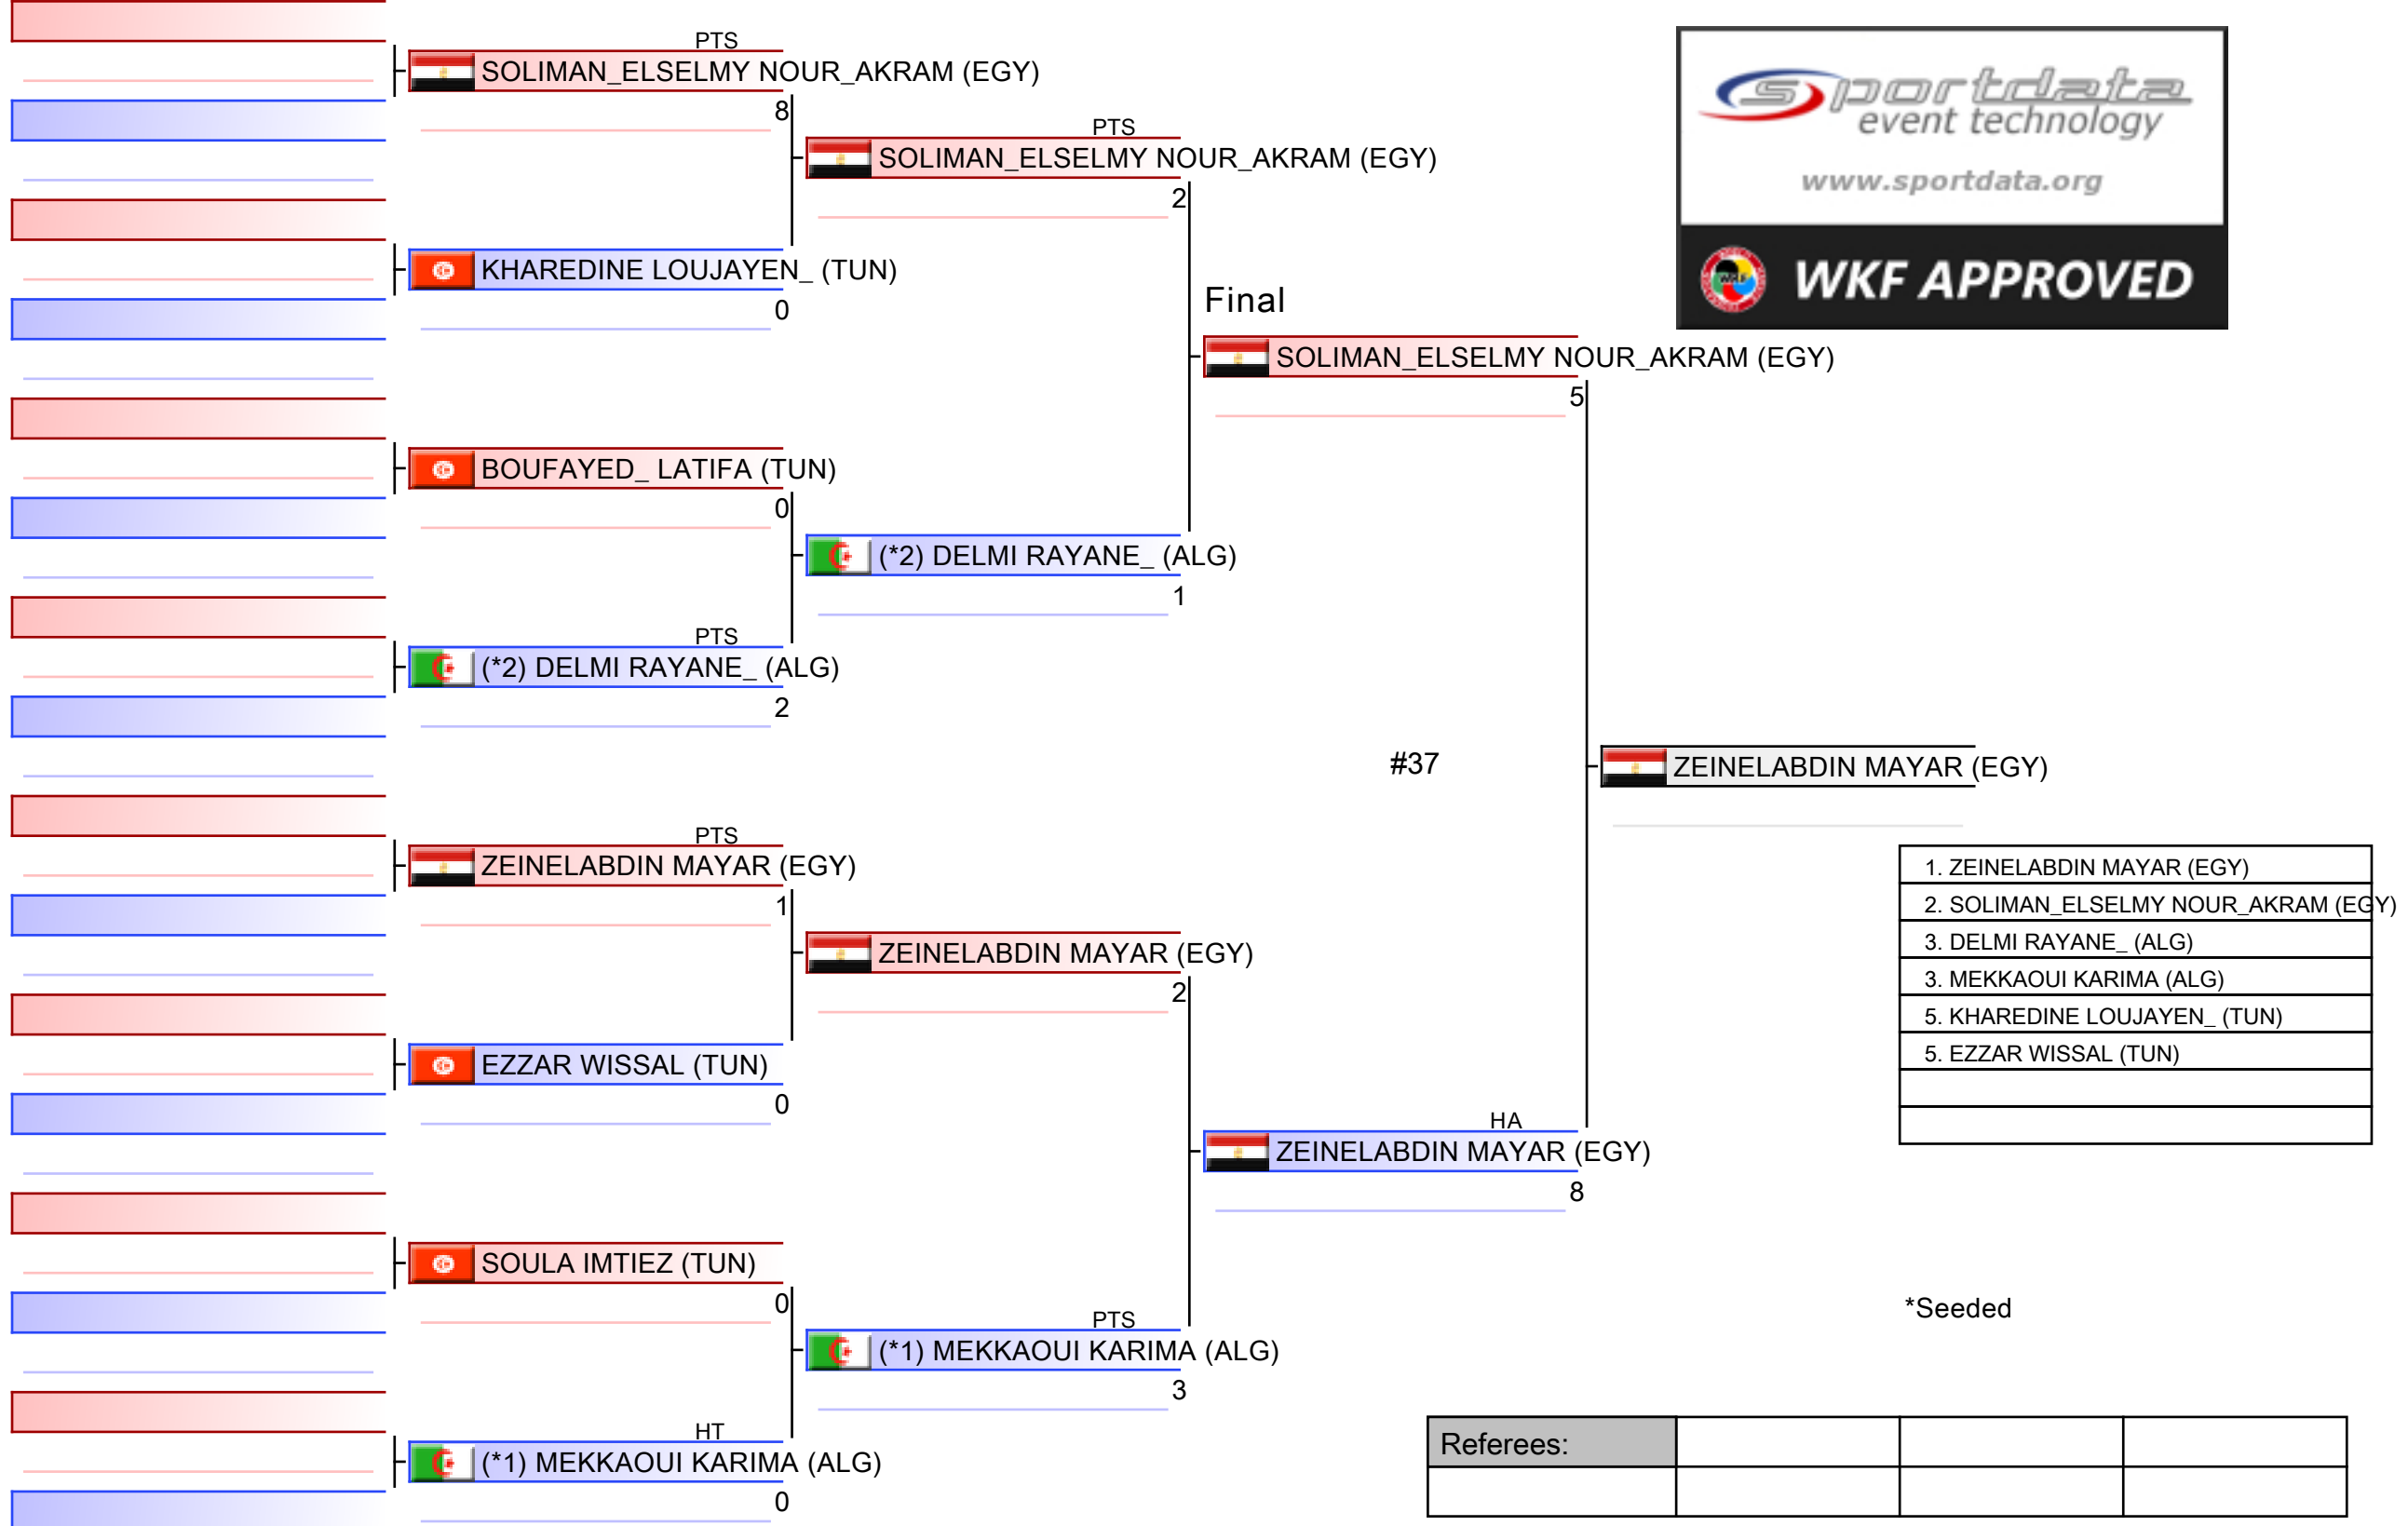 PTS
SOLIMAN_ELSELMY NOUR_AKRAM (EGY)
8
PTS
SOLIMAN_ELSELMY NOUR_AKRAM (EGY)
2
KHAREDINE LOUJAYEN_ (TUN)
0
Final
SOLIMAN_ELSELMY NOUR_AKRAM (EGY)
5
BOUFAYED_ LATIFA (TUN)
0
(*2) DELMI RAYANE_ (ALG)
1
PTS
(*2) DELMI RAYANE_ (ALG)
2
#37
ZEINELABDIN MAYAR (EGY)
PTS
ZEINELABDIN MAYAR (EGY)
1
ZEINELABDIN MAYAR (EGY)
2
EZZAR WISSAL (TUN)
0
HA
ZEINELABDIN MAYAR (EGY)
8
SOULA IMTIEZ (TUN)
0
PTS
(*1) MEKKAOUI KARIMA (ALG)
3
HT
(*1) MEKKAOUI KARIMA (ALG)
0
sportdata
event technology
www.sportdata.org
WKF
WKF APPROVED
1. ZEINELABDIN MAYAR (EGY)
2. SOLIMAN_ELSELMY NOUR_AKRAM (EGY)
3. DELMI RAYANE_ (ALG)
3. MEKKAOUI KARIMA (ALG)
5. KHAREDINE LOUJAYEN_ (TUN)
5. EZZAR WISSAL (TUN)
*Seeded
Referees: